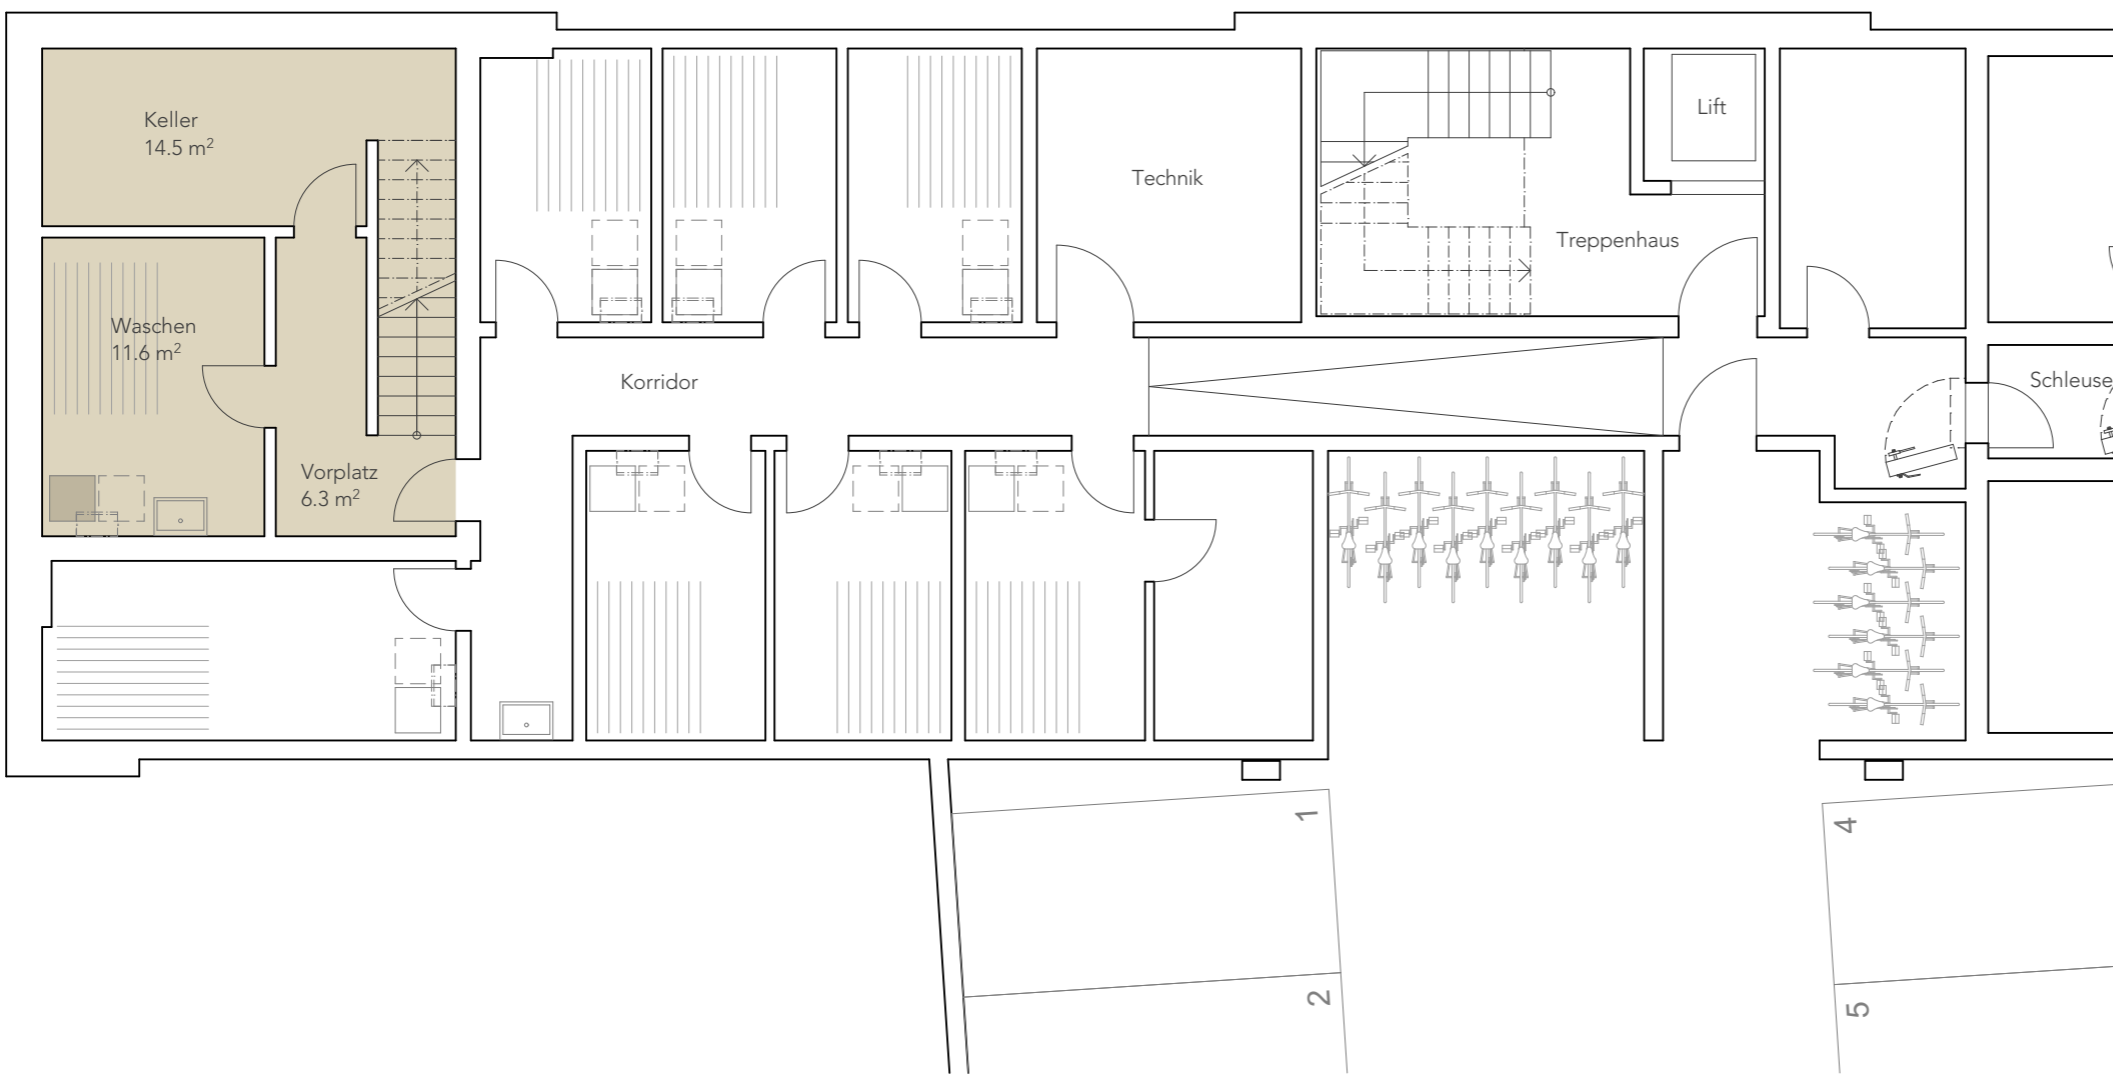 Keller
14.5 m²
Lift
Technik
Treppenhaus
Waschen
11.6 m²
Korridor
Schleuse
Vorplatz
6.3 m²
1
4
2
5